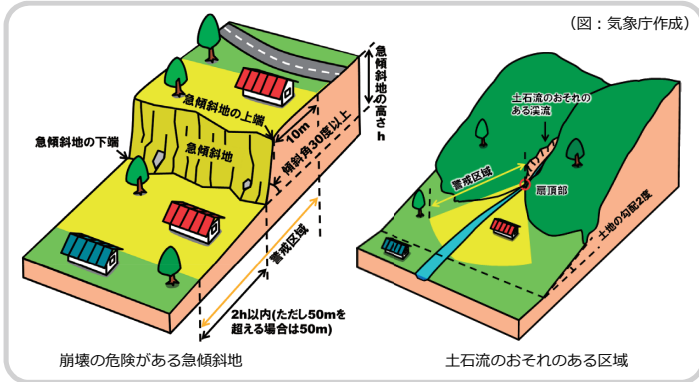 （図：気象庁作成）
急傾斜地の高さh
急傾斜地の上端
10m
傾斜角30度以上
急傾斜地
急傾斜地の下端
警戒区域
2h以内(ただし50mを
超える場合は50m)
崩壊の危険がある急傾斜地
土石流のおそれの
ある渓流
警戒区域
扇頂部
土地の勾配2度
土石流のおそれのある区域